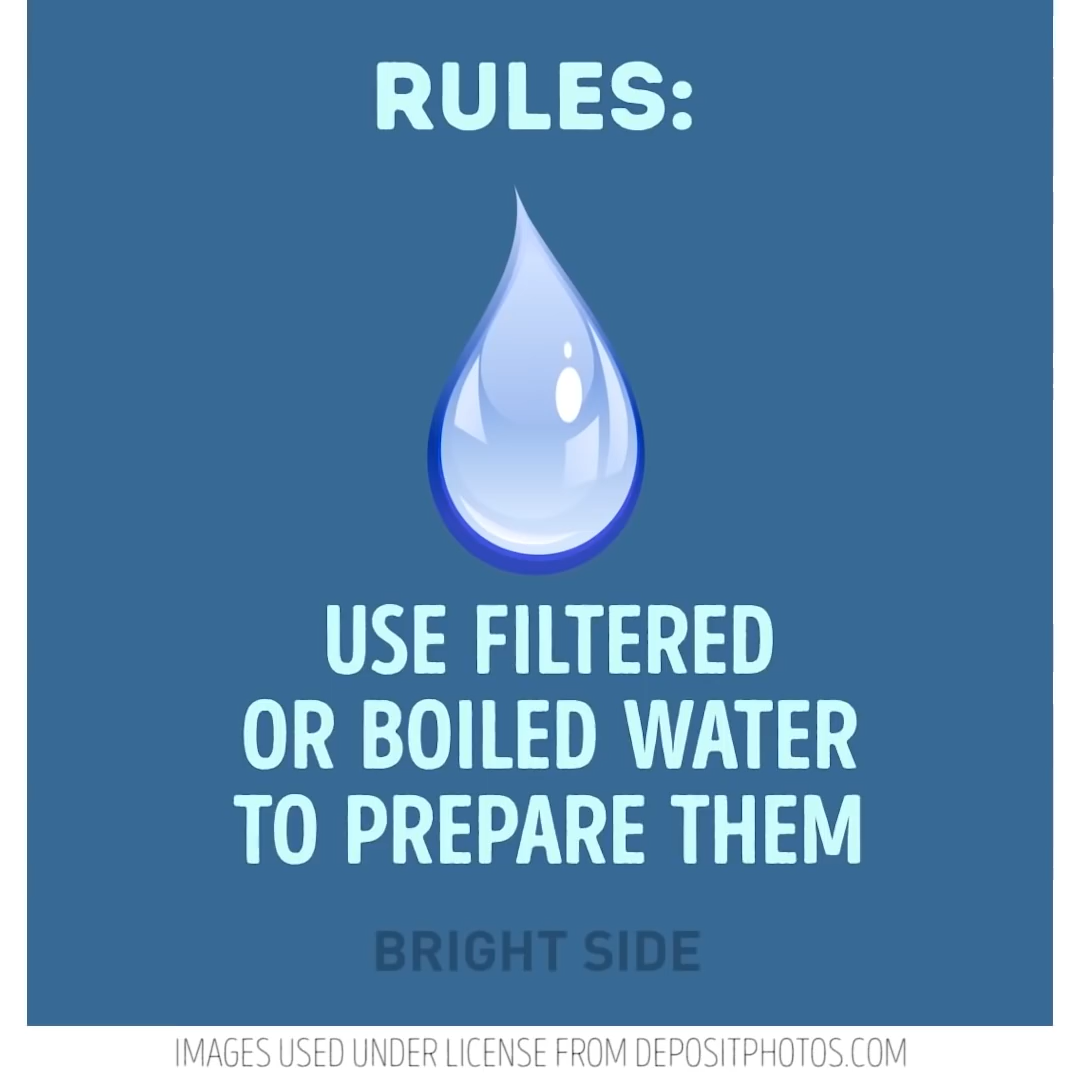 RULES:
USE FILTERED
OR BOILED WATER
TO PREPARE THEM
BRIGHT SIDE
IMAGES USED UNDER LICENSE FROM DEPOSITPHOTOS.COM